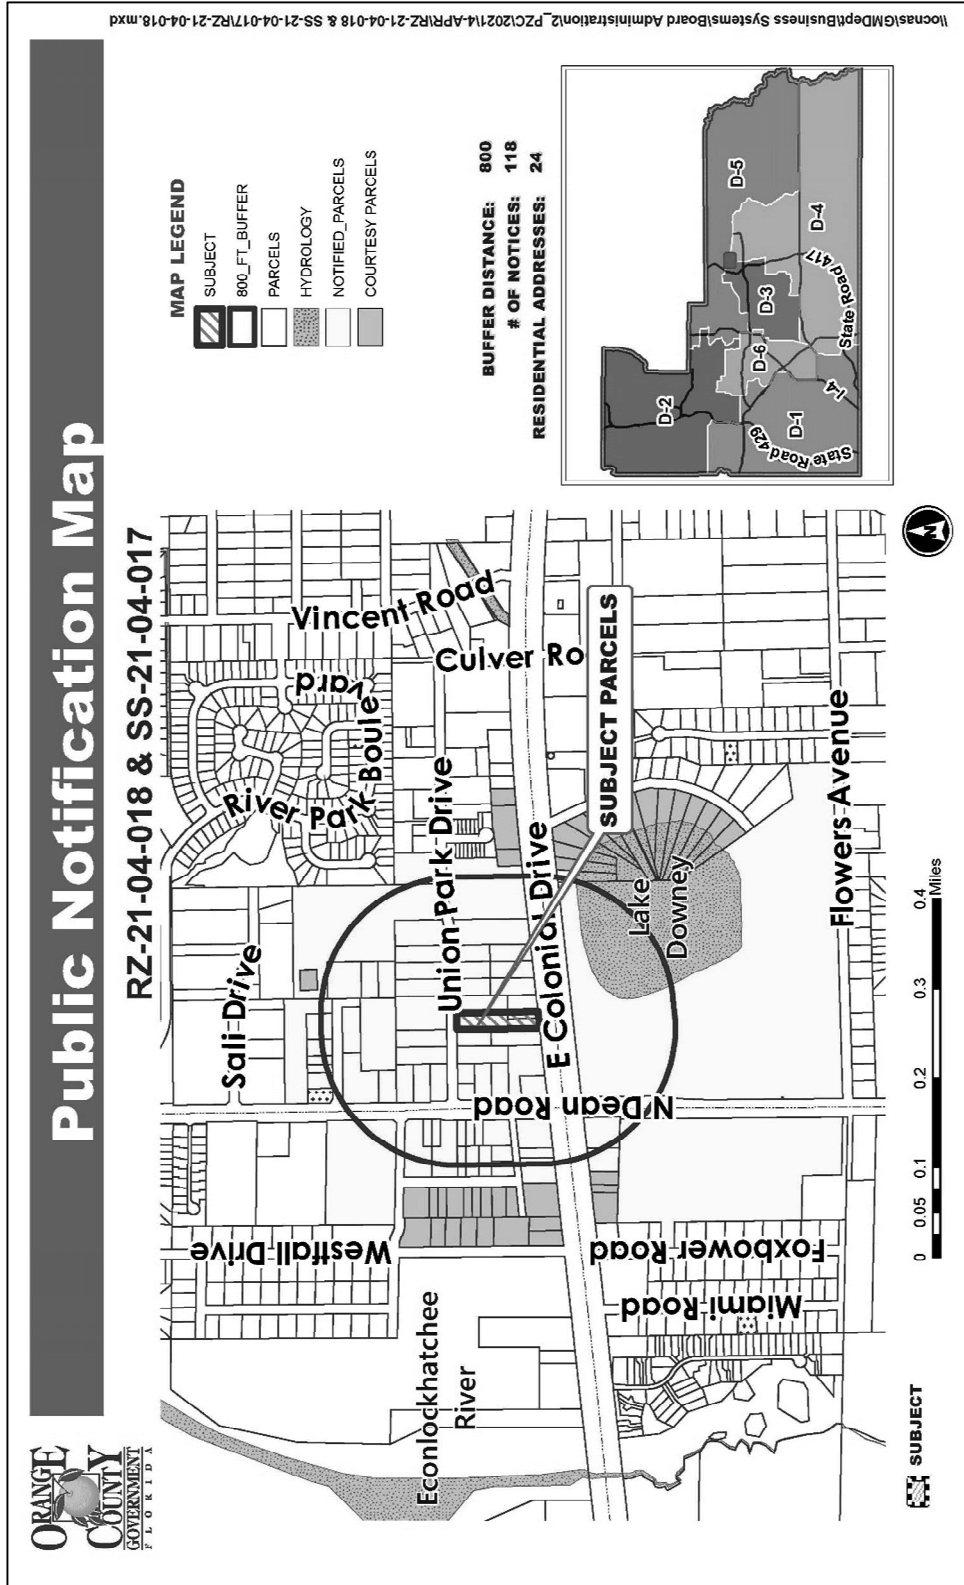 ORANGE
COUNTY
GOVERNMENT
FLORIDA
Public Notification Map
RZ-21-04-018 & SS-21-04-017
Sali Drive
River Park Boulevard
Vincent Road
Westfall Drive
Union Park Drive
Culver Ro
Econlockhatchee
River
N Dean Road
E Colonial Drive
SUBJECT PARCELS
Lake
Downey
Foxbower Road
Miami Road
Flowers Avenue
SUBJECT
0 0.05 0.1 0.2 0.3 0.4
Miles
N
MAP LEGEND
SUBJECT
800_FT_BUFFER
PARCELS
HYDROLOGY
NOTIFIED_PARCELS
COURTESY PARCELS
BUFFER DISTANCE: 800
# OF NOTICES: 118
RESIDENTIAL ADDRESSES: 24
D-2
D-5
D-3
D-6
D-4
D-1
State Road 429
I-4
State Road 417
\\ocnas\GMDept\Business Systems\Board Administration\2_PZC\2021\4-APR\RZ-21-04-018 & SS-21-04-017\RZ-21-04-018.mxd